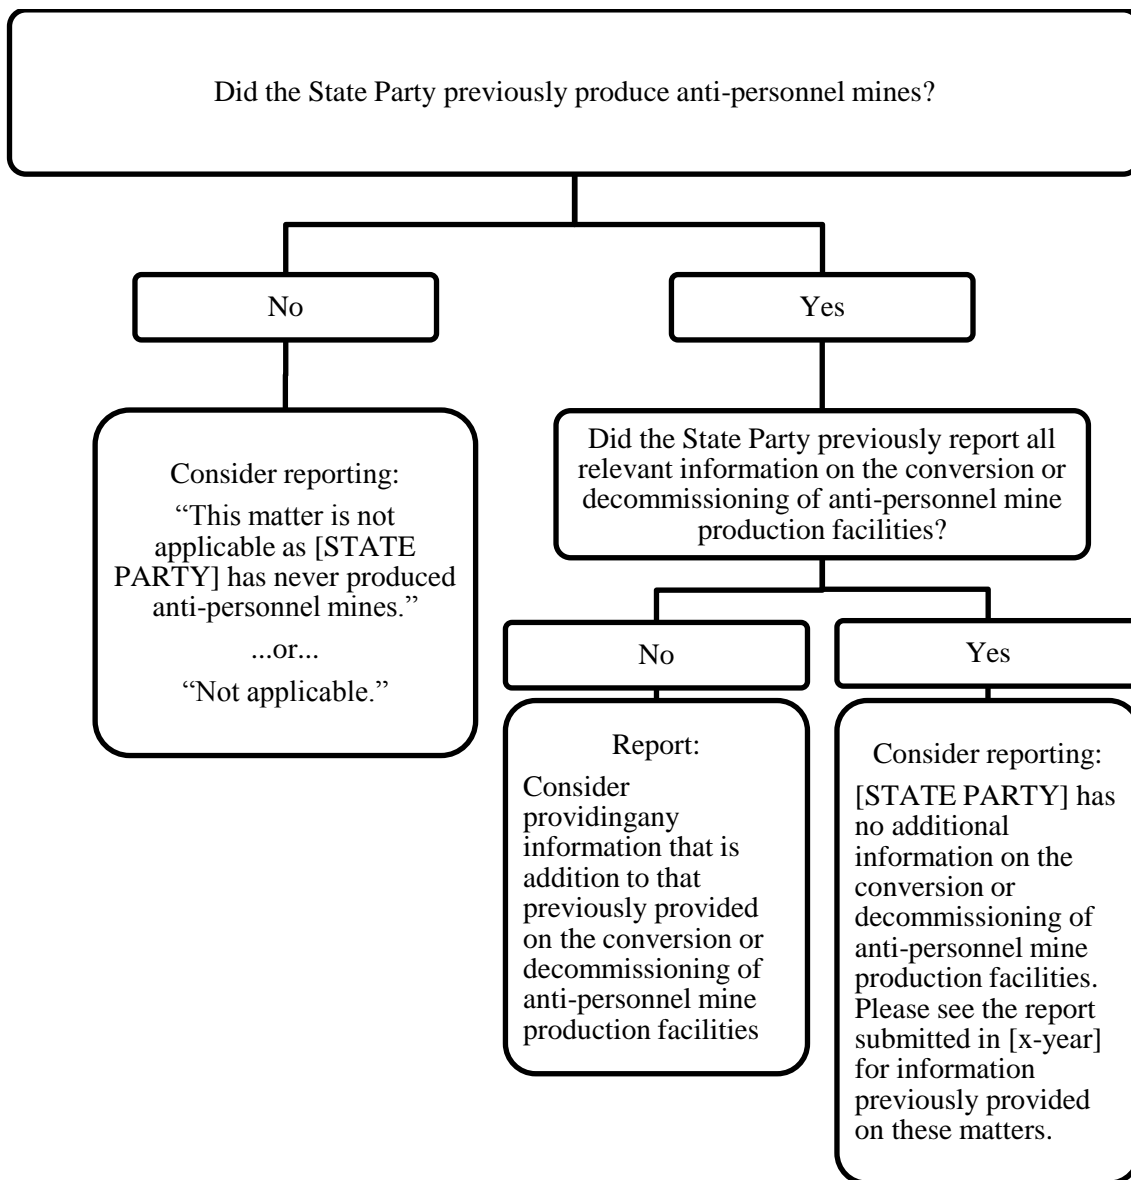 Did the State Party previously produce anti-personnel mines?
No
Yes
Consider reporting:
“This matter is not
applicable as [STATE
PARTY] has never produced
anti-personnel mines.”
...or...
“Not applicable.”
Did the State Party previously report all
relevant information on the conversion or
decommissioning of anti-personnel mine
production facilities?
No
Yes
Report:
Consider
providingany
information that is
addition to that
previously provided
on the conversion or
decommissioning of
anti-personnel mine
production facilities
Consider reporting:
[STATE PARTY] has
no additional
information on the
conversion or
decommissioning of
anti-personnel mine
production facilities.
Please see the report
submitted in [x-year]
for information
previously provided
on these matters.